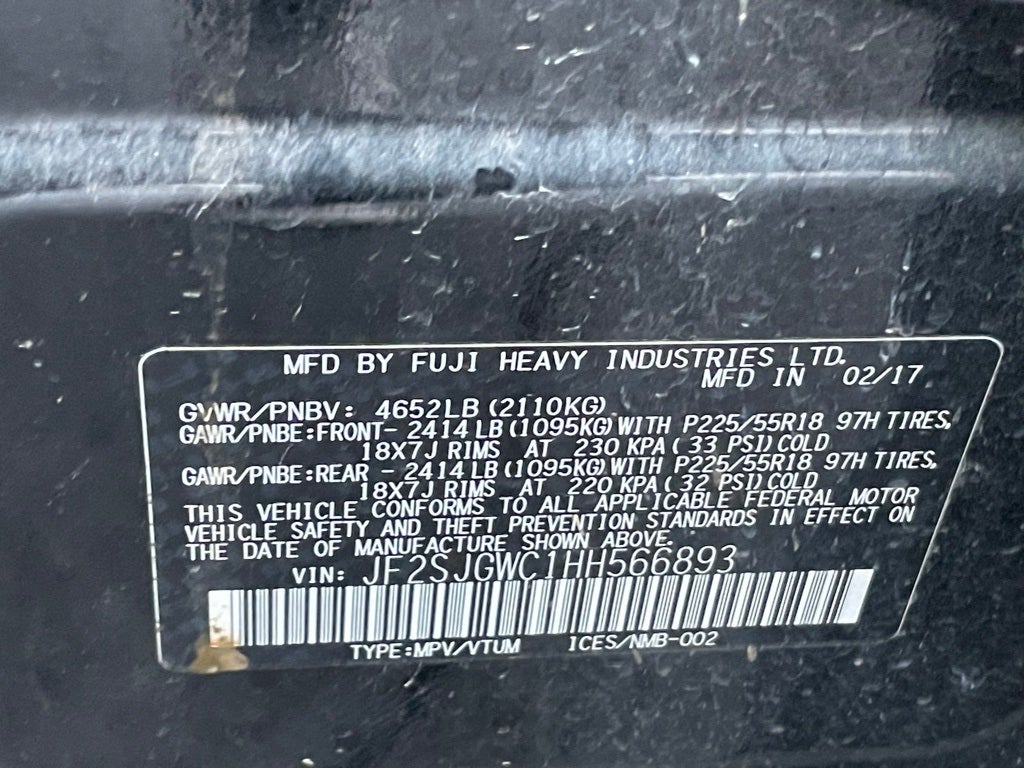 MFD BY FUJI HEAVY INDUSTRIES LTD.
MFD IN 02/17
GVWR/PNBV: 4652LB (2110KG)
GAWR/PNBE:FRONT- 2414LB (1095KG) WITH P225/55R18 97H TIRES,
18X7J RIMS AT 230 KPA ( 33 PSI) COLD
GAWR/PNBE:REAR - 2414LB (1095KG) WITH P225/55R18 97H TIRES,
18X7J RIMS AT 220 KPA ( 32 PSI) COLD
THIS VEHICLE CONFORMS TO ALL APPLICABLE FEDERAL MOTOR
VEHICLE SAFETY AND THEFT PREVENTION STANDARDS IN EFFECT ON
THE DATE OF MANUFACTURE SHOWN ABOVE.
VIN: JF2SJGWC1HH566893
TYPE:MPV/VTUM ICES/NMB-002